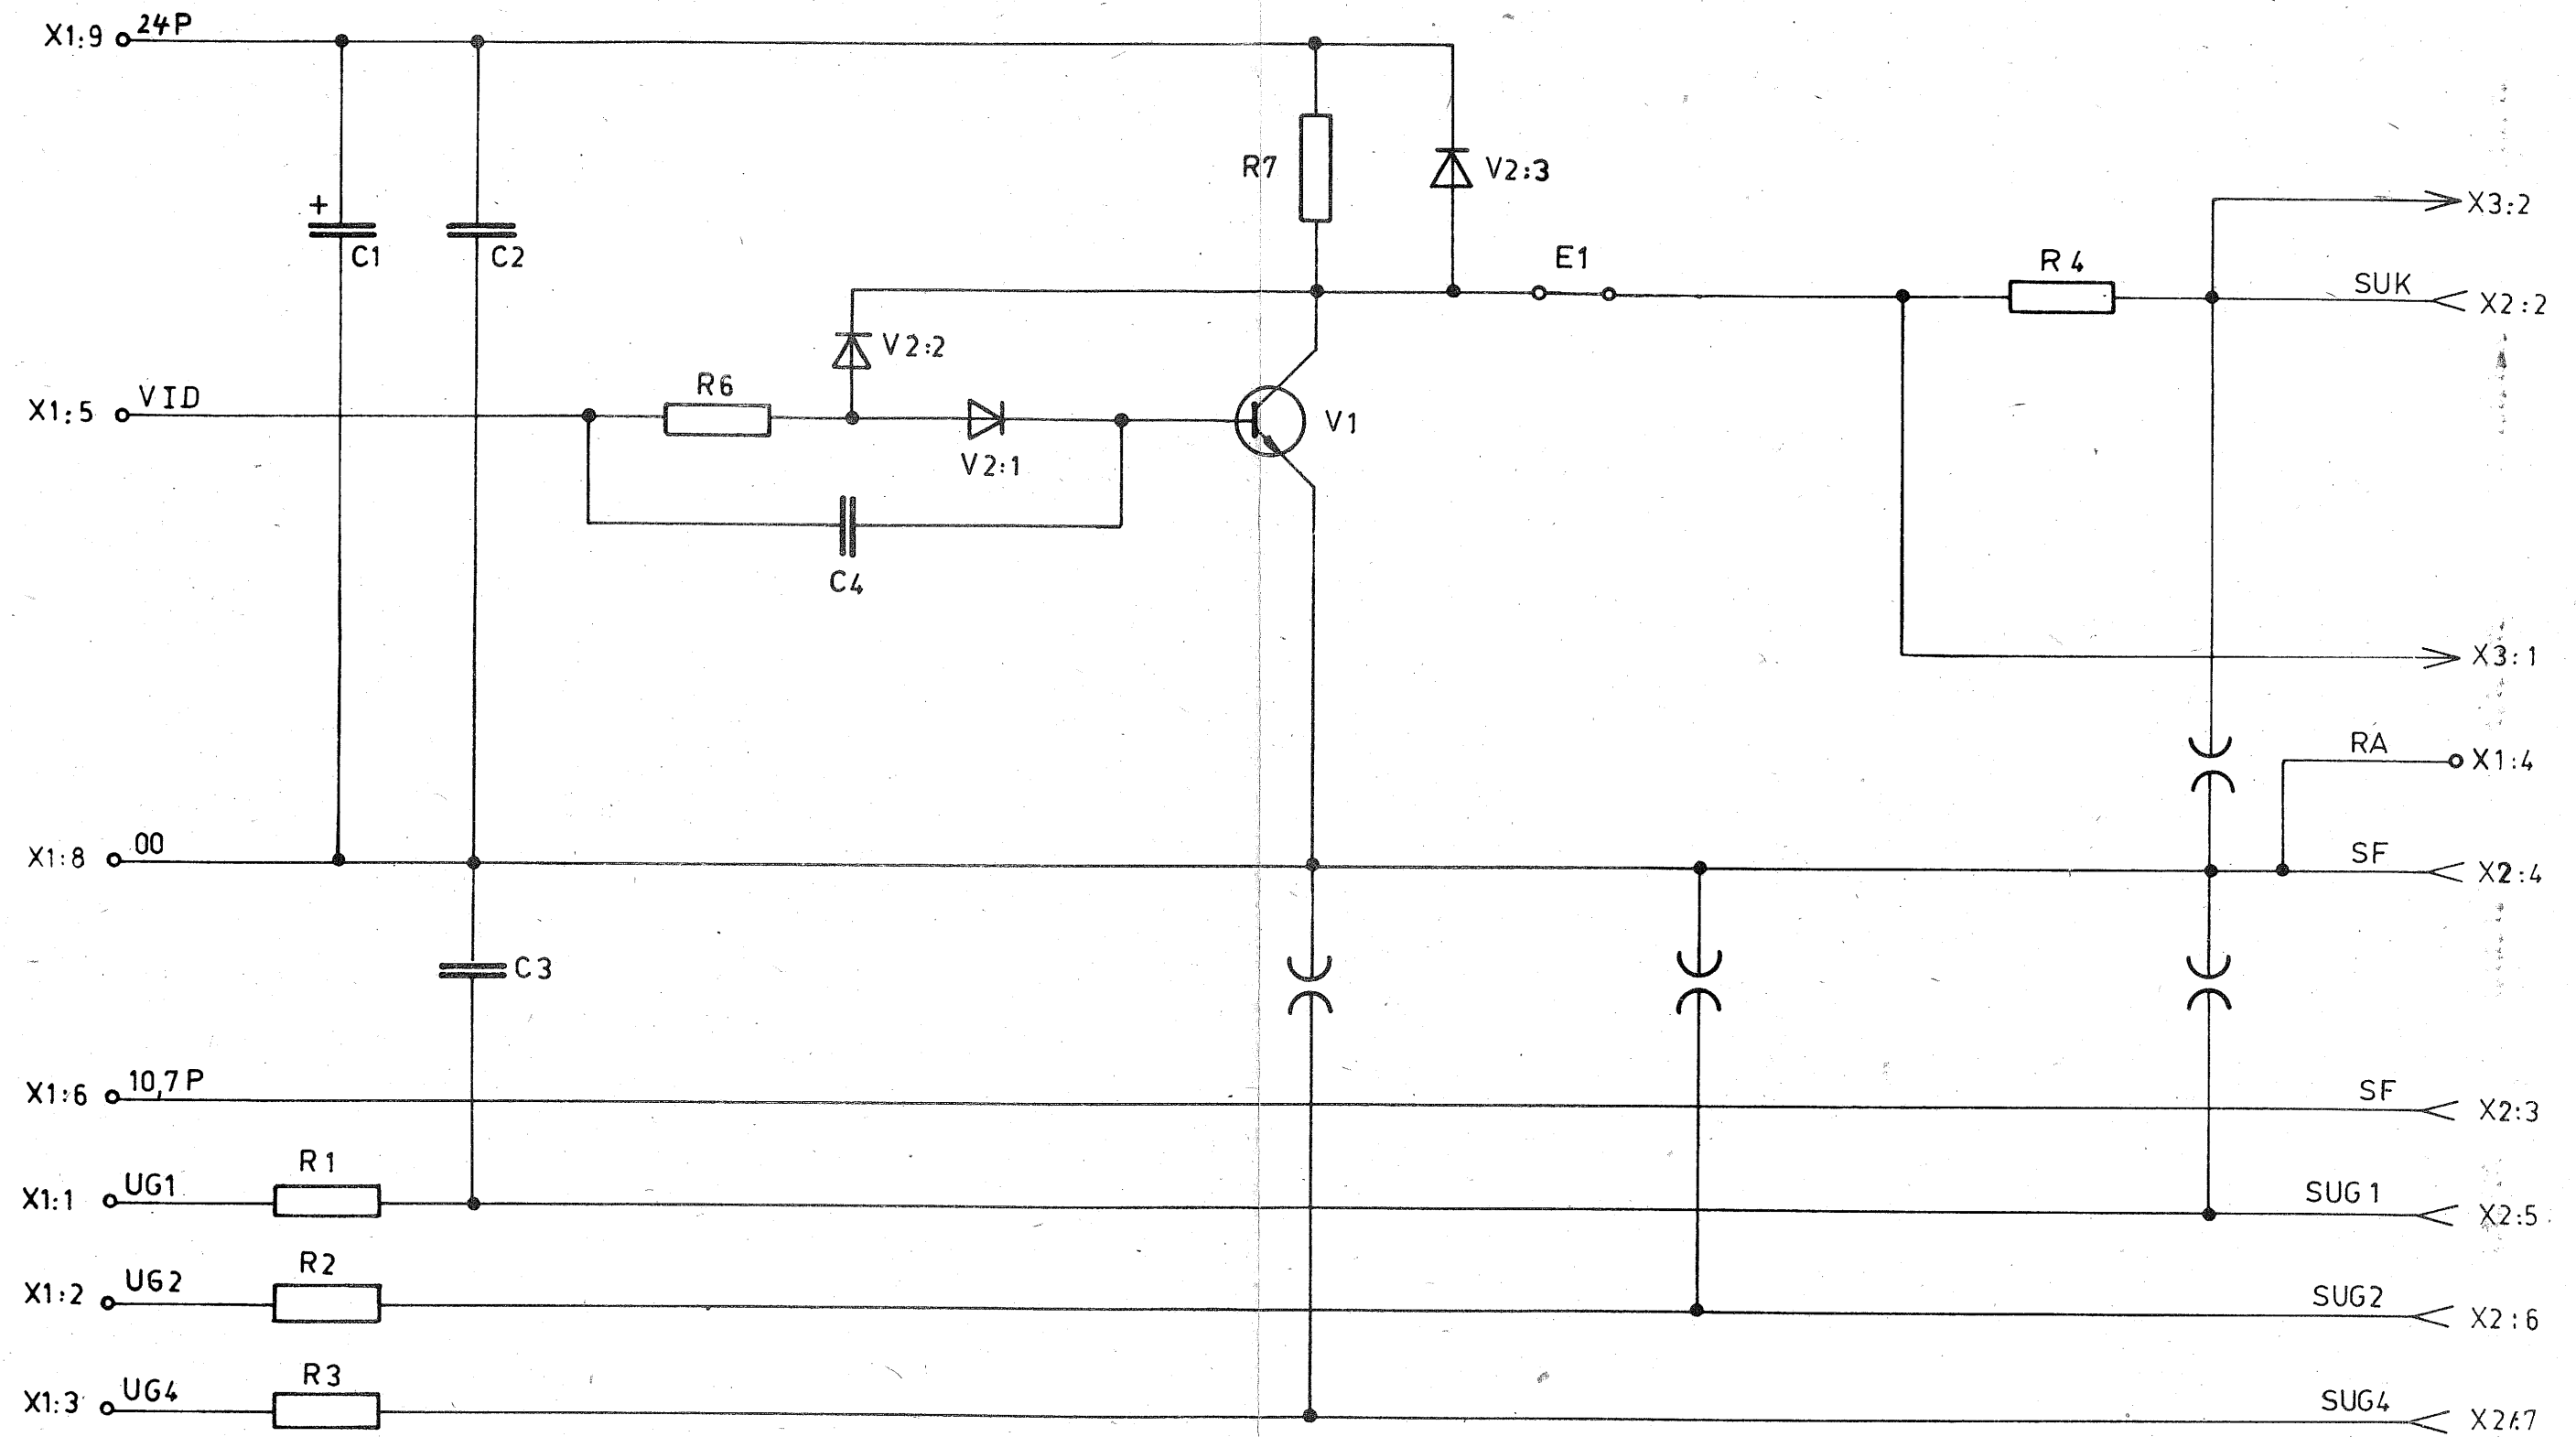 X1:9 24P
+
C1
C2
R7
V2:3
X3:2
E1
R4
SUK
X2:2
V2:2
X1:5 VID
R6
V2:1
V1
C4
X3:1
RA
X1:4
X1:8 00
SF
X2:4
C3
X1:6 10,7P
SF
X2:3
X1:1 UG1
R1
SUG1
X2:5
X1:2 UG2
R2
SUG2
X2:6
X1:3 UG4
R3
SUG4
X2:7